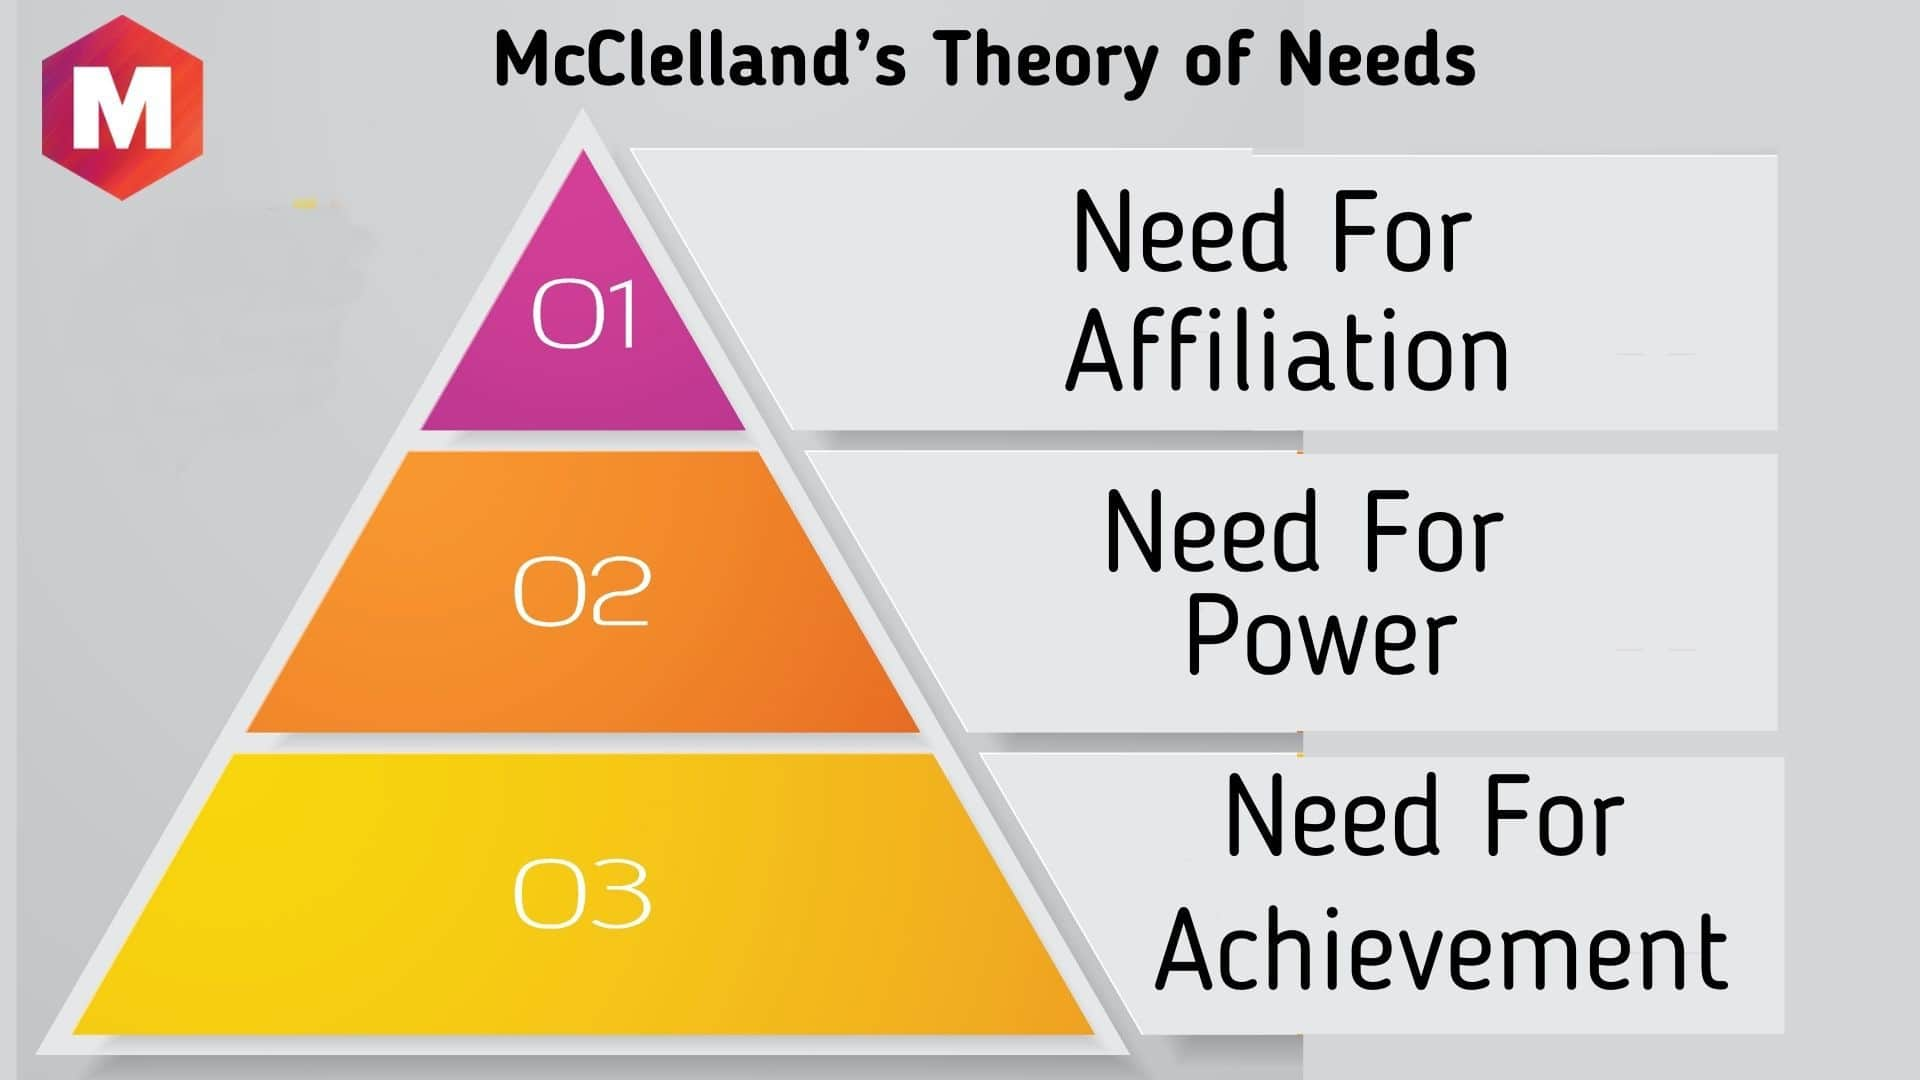 M
McClelland's Theory of Needs
01
Need For
Affiliation
02
Need For
Power
03
Need For
Achievement